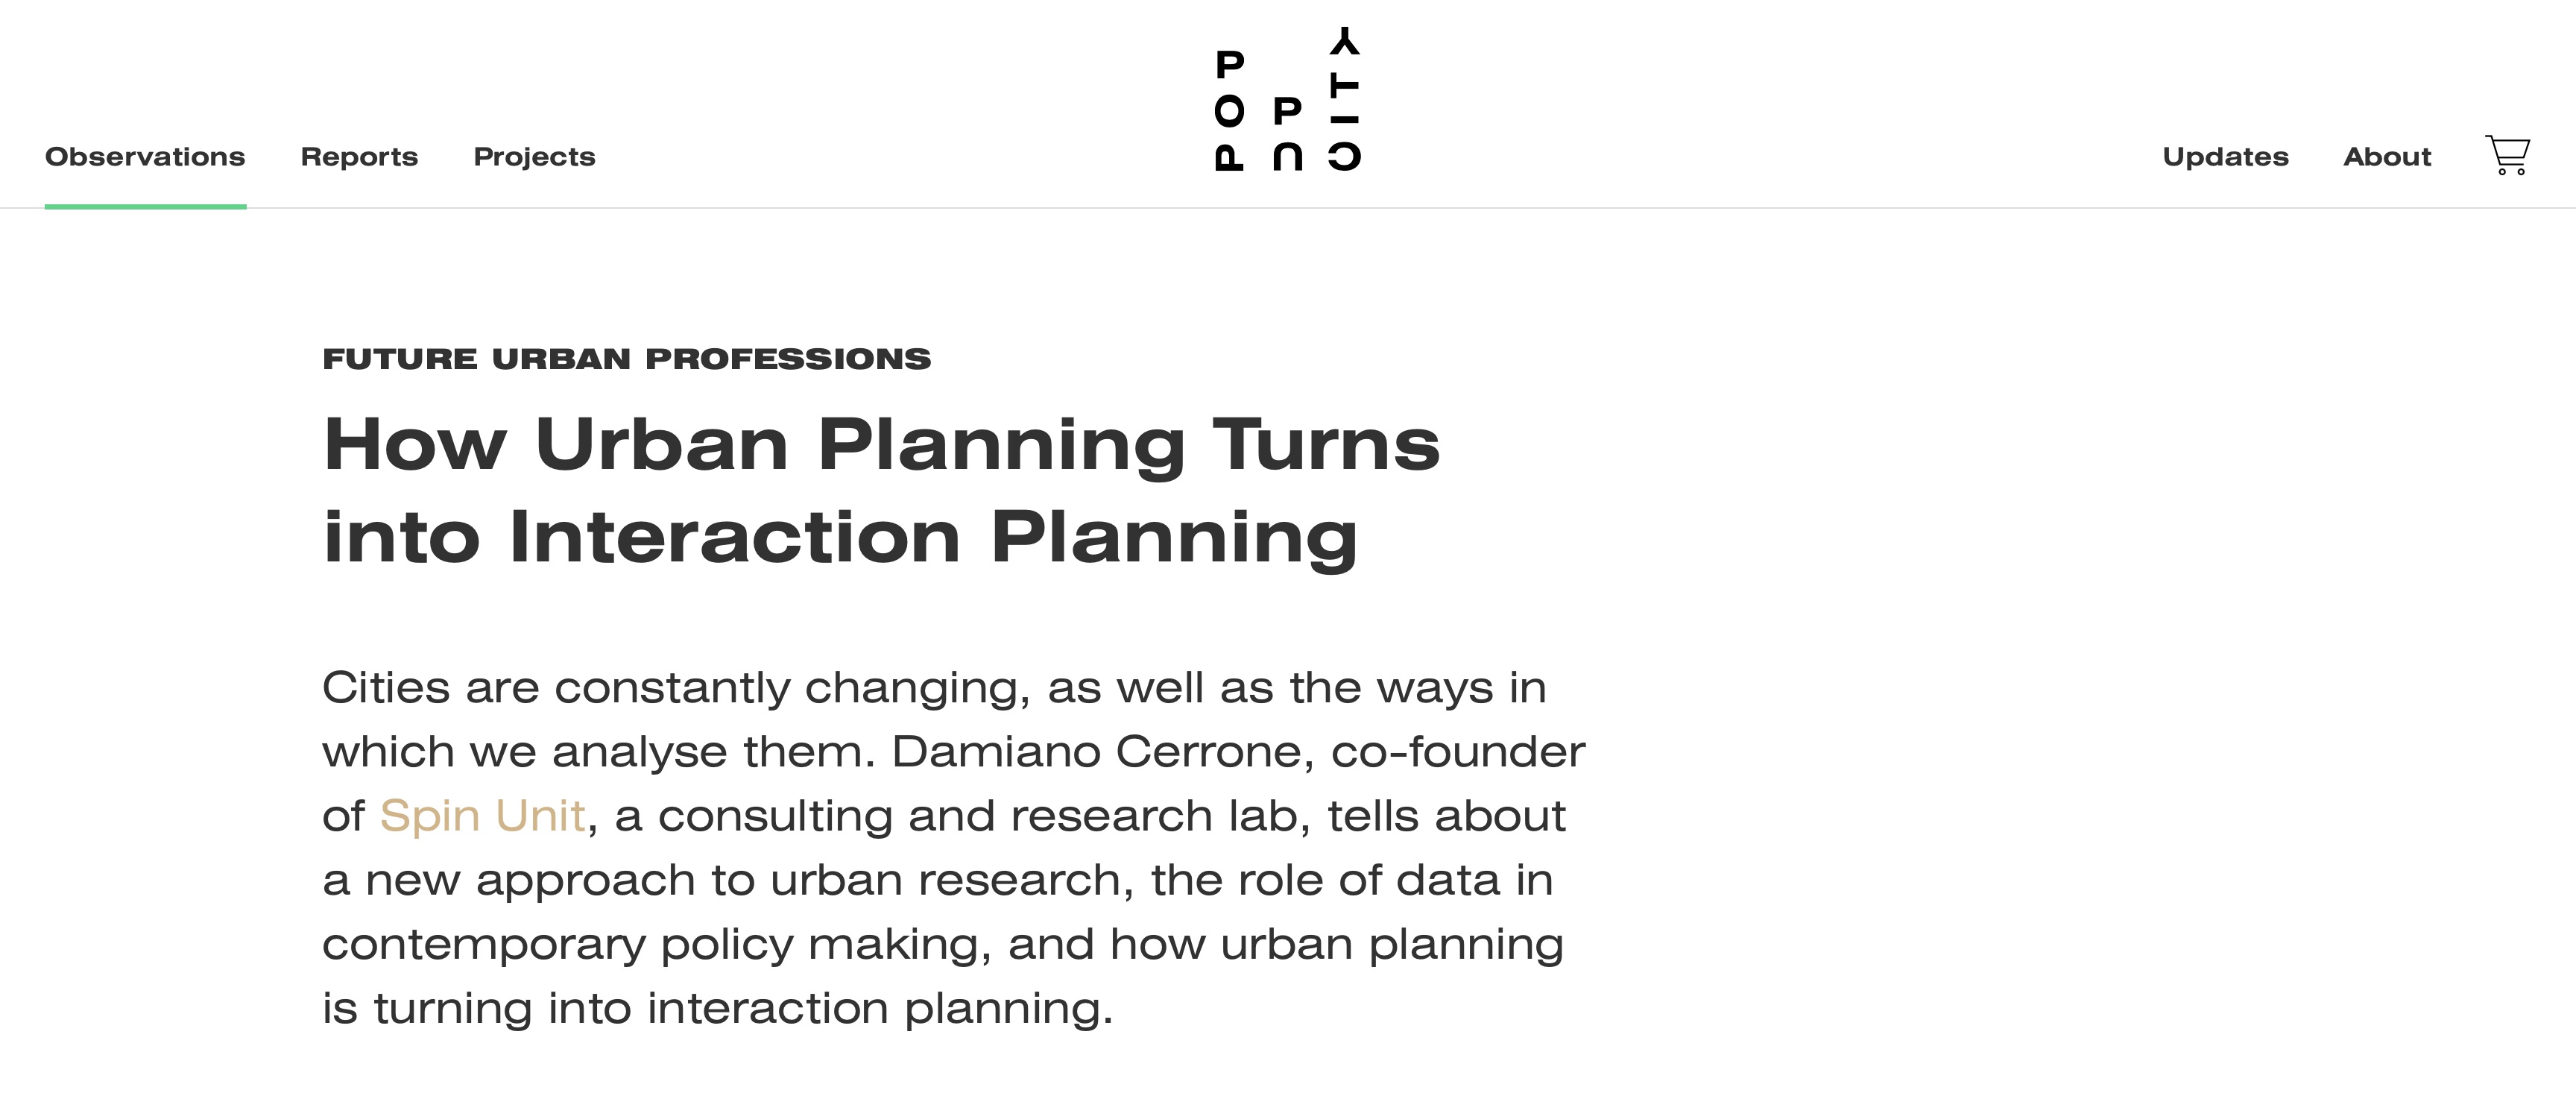 POP
UP
CITY
Observations
Reports
Projects
Updates
About
FUTURE URBAN PROFESSIONS
How Urban Planning Turns
into Interaction Planning
Cities are constantly changing, as well as the ways in
which we analyse them. Damiano Cerrone, co-founder
of Spin Unit, a consulting and research lab, tells about
a new approach to urban research, the role of data in
contemporary policy making, and how urban planning
is turning into interaction planning.